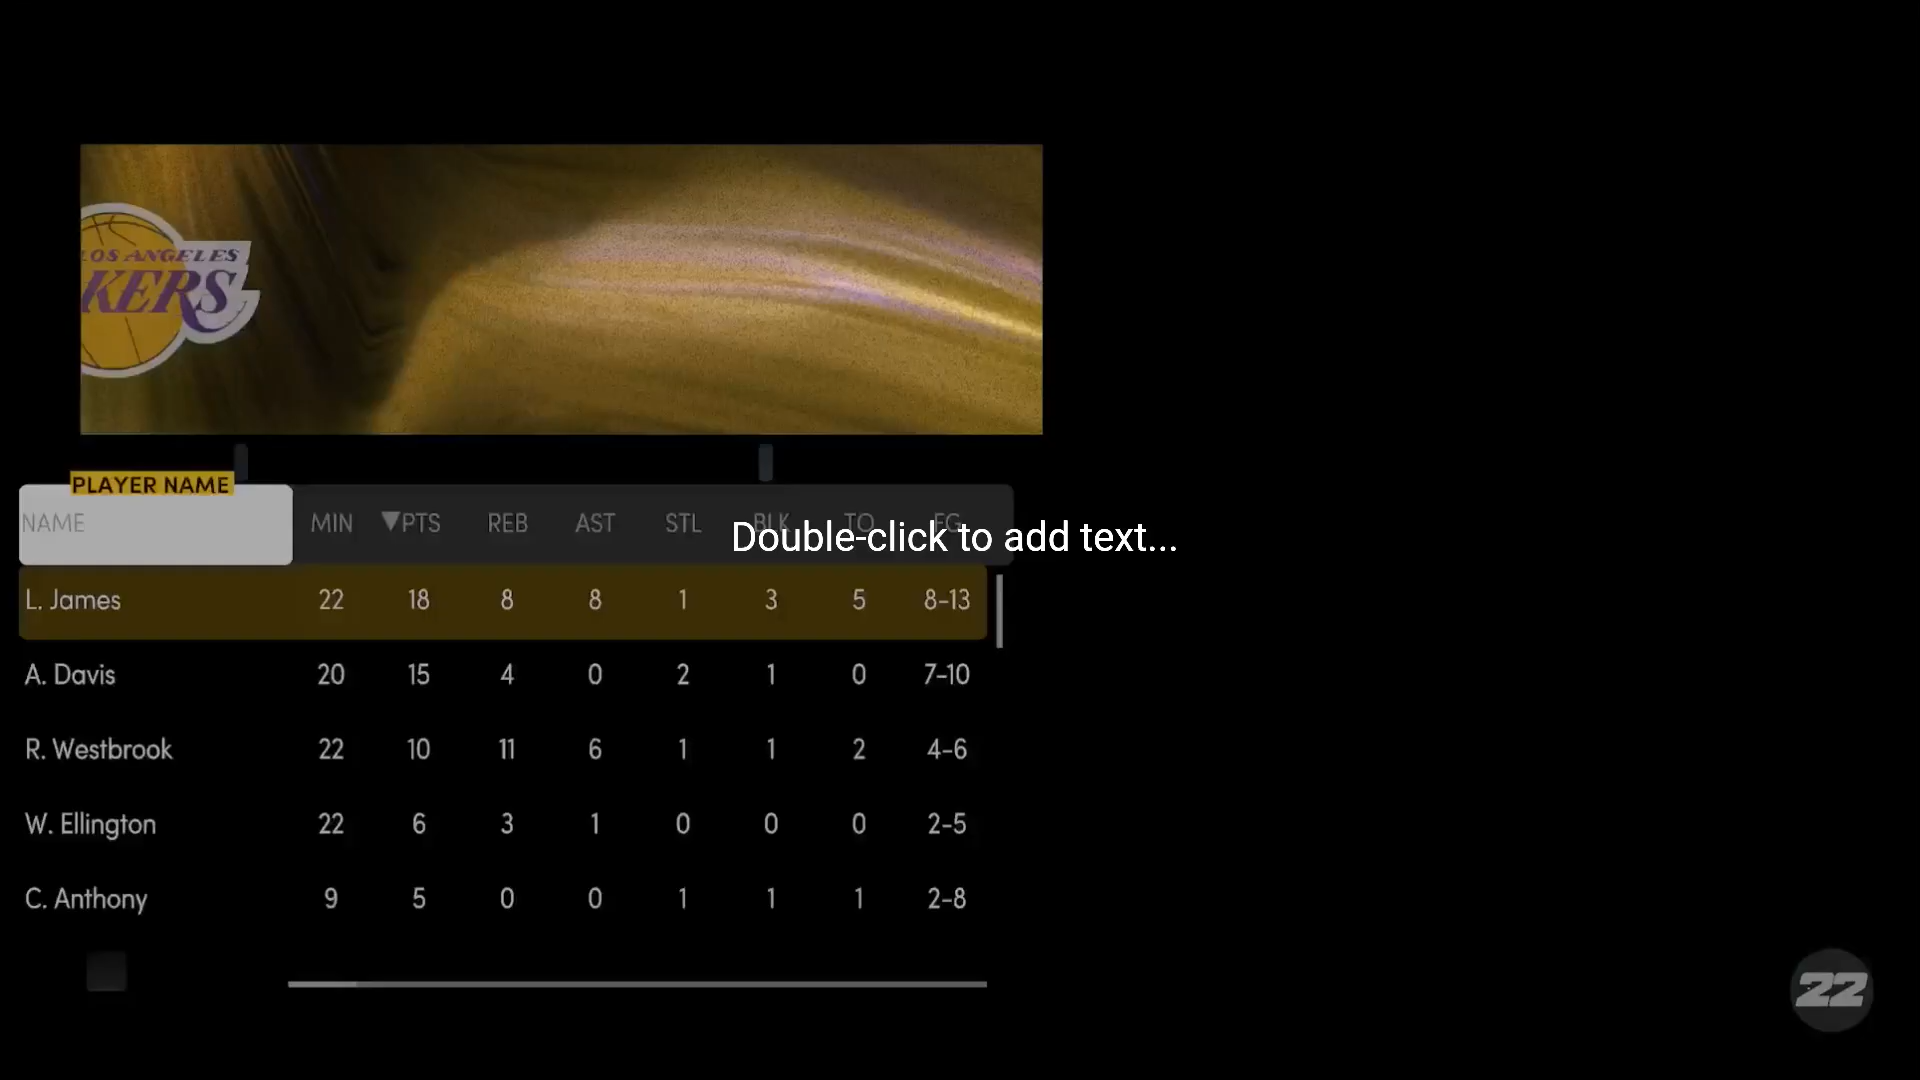 LOS ANGELES
KERS
PLAYER NAME
NAME MIN ▼PTS REB AST STL BLK TO FG
Double-click to add text...
L. James 22 18 8 8 1 3 5 8-13
A. Davis 20 15 4 0 2 1 0 7-10
R. Westbrook 22 10 11 6 1 1 2 4-6
W. Ellington 22 6 3 1 0 0 0 2-5
C. Anthony 9 5 0 0 1 1 1 2-8
22